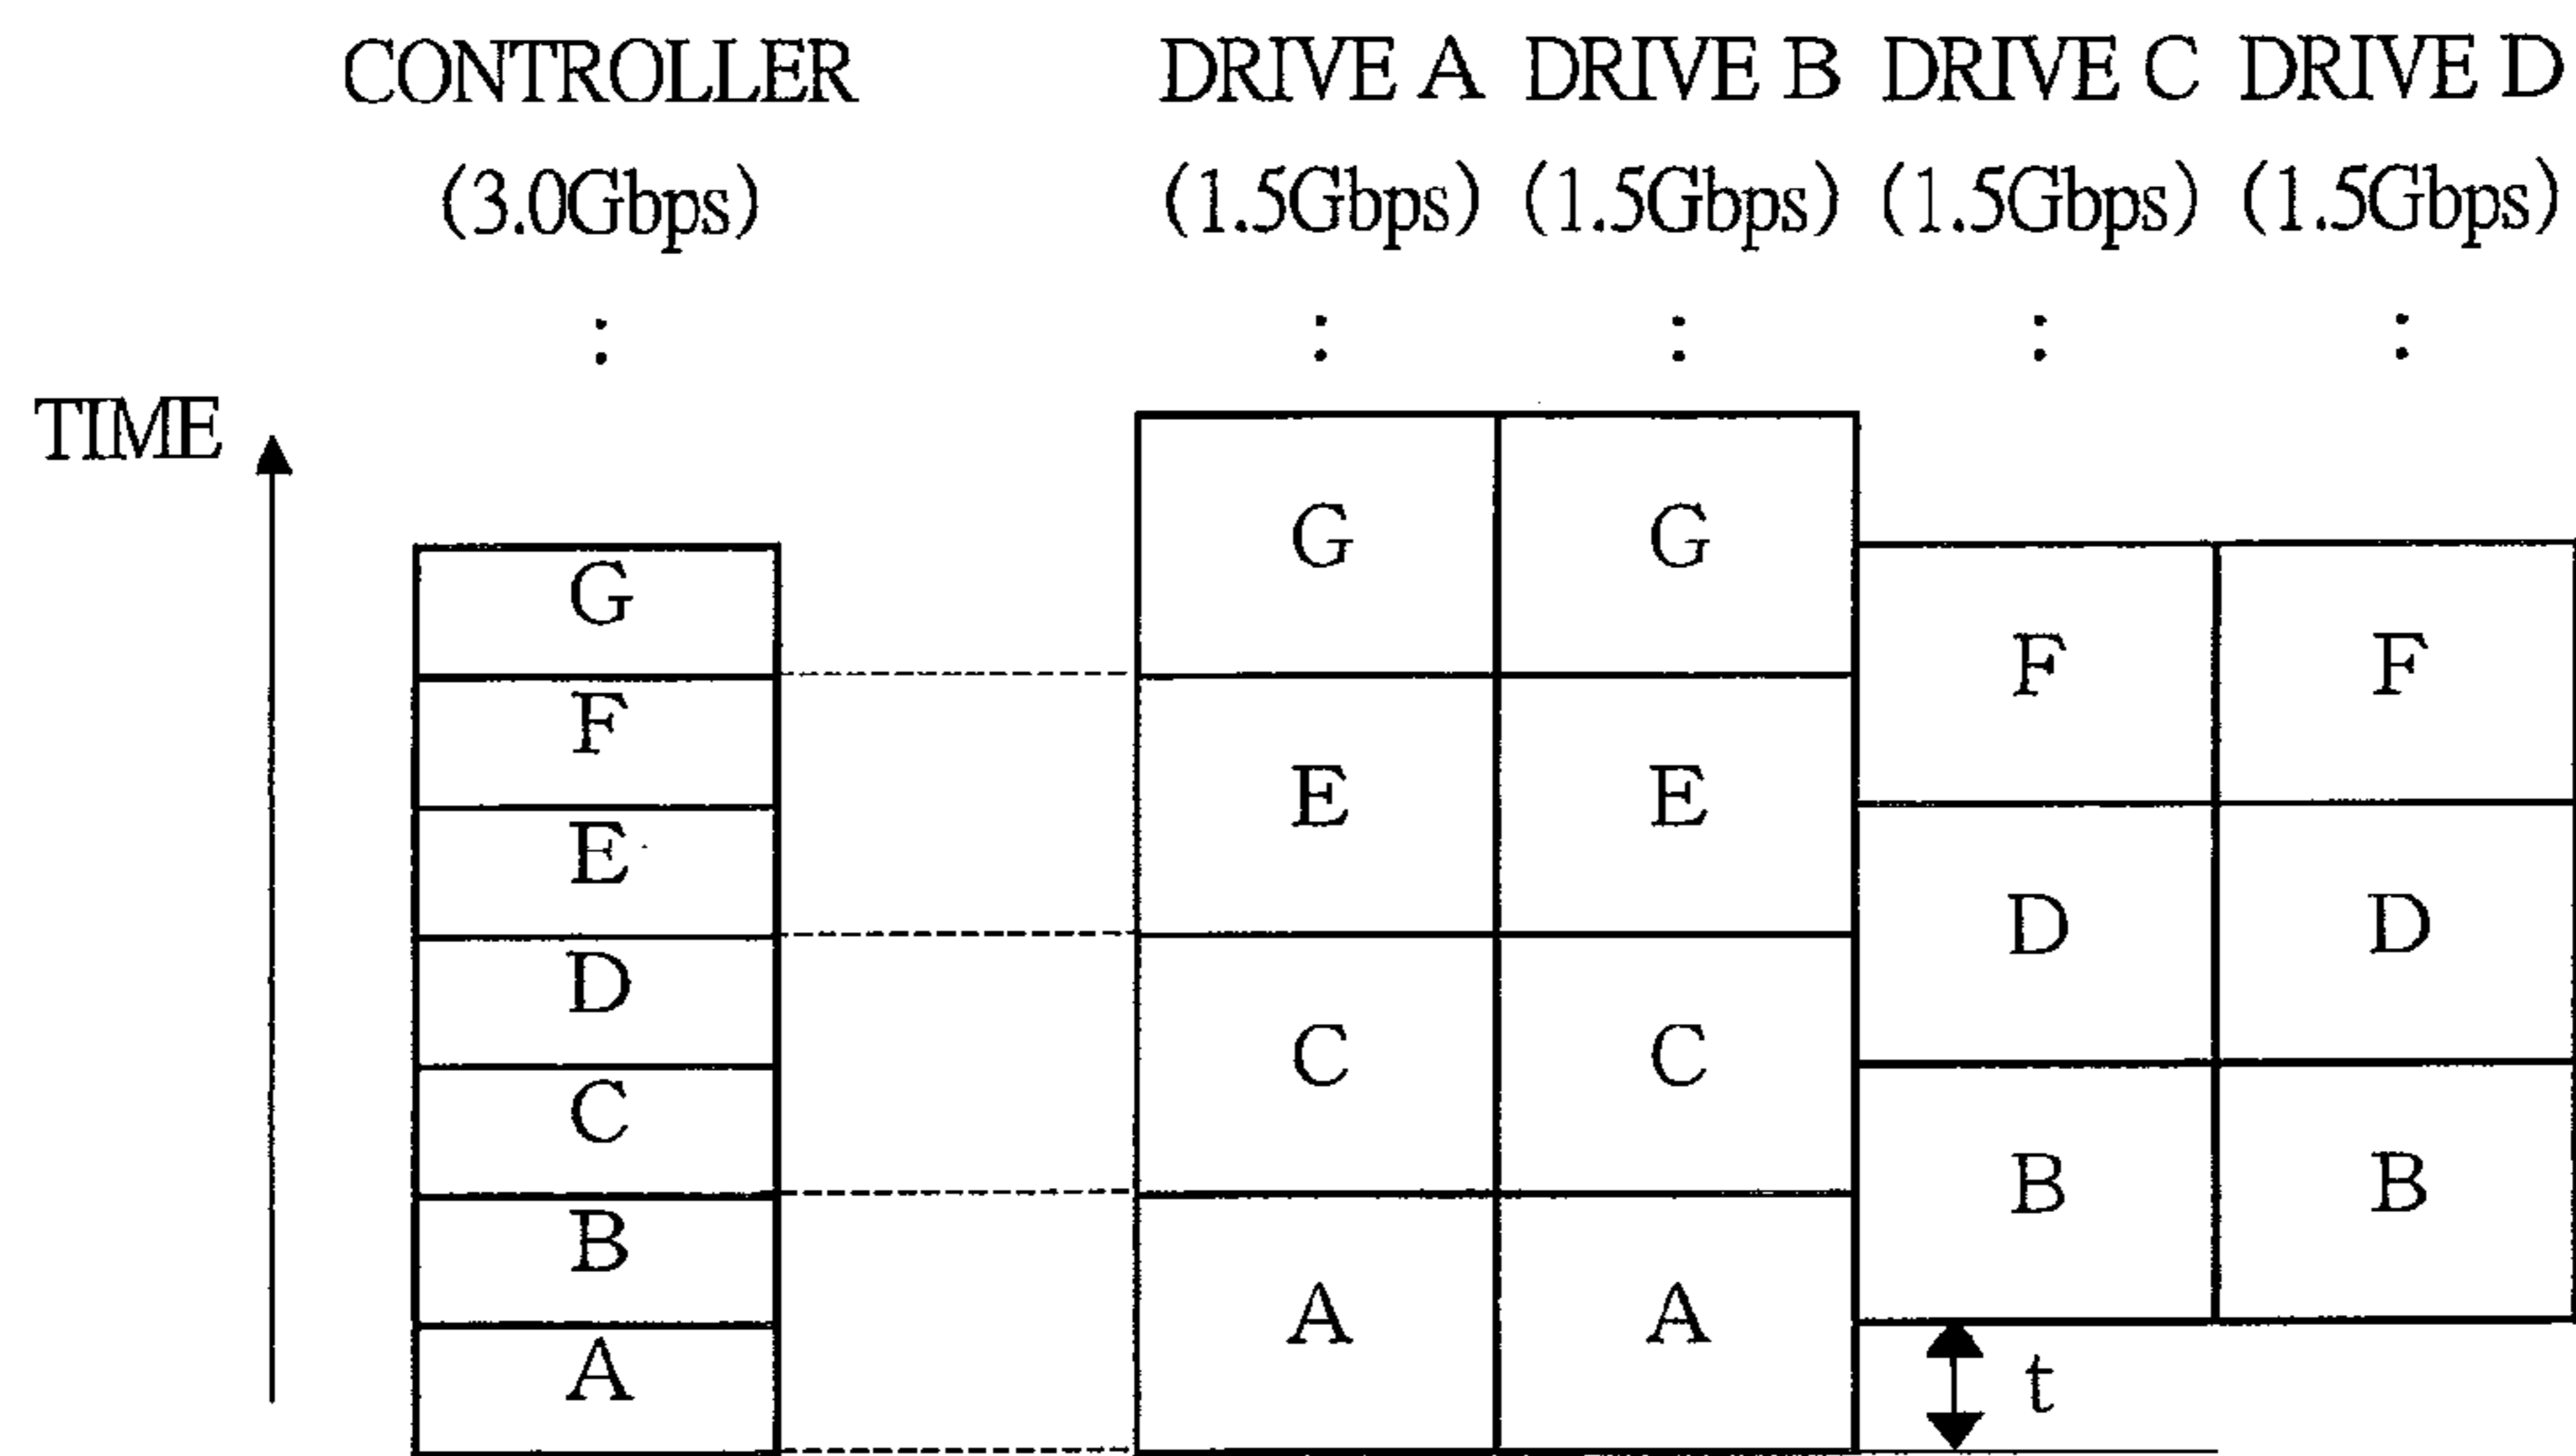 CONTROLLER DRIVE A DRIVE B DRIVE C DRIVE D
(3.0Gbps) (1.5Gbps) (1.5Gbps) (1.5Gbps) (1.5Gbps)
: : : : :
TIME
G G G
F F F
E E E
D D D
C C C
B B B
A A A
t